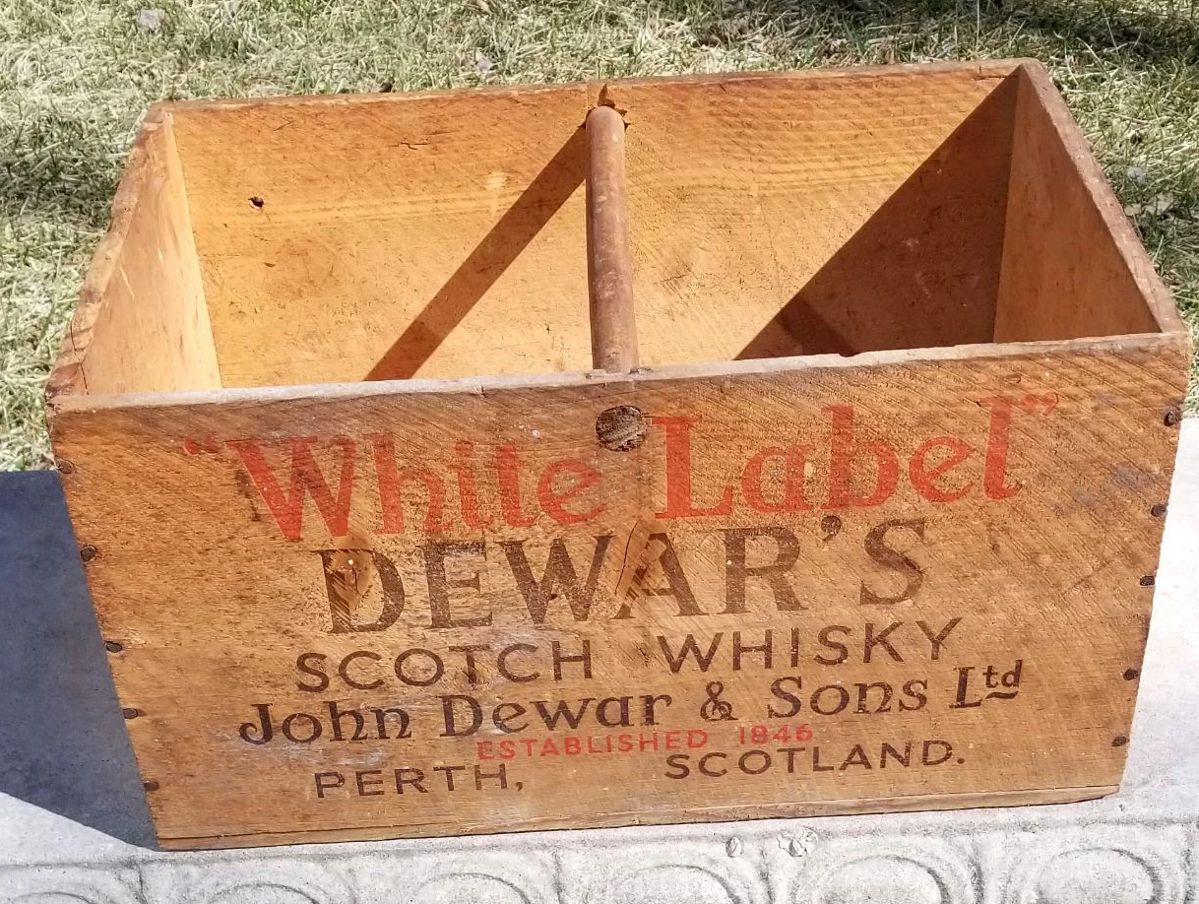 “White Label”
DEWAR'S
SCOTCH WHISKY
John Dewar & Sons Ltd
ESTABLISHED 1846
PERTH, SCOTLAND.